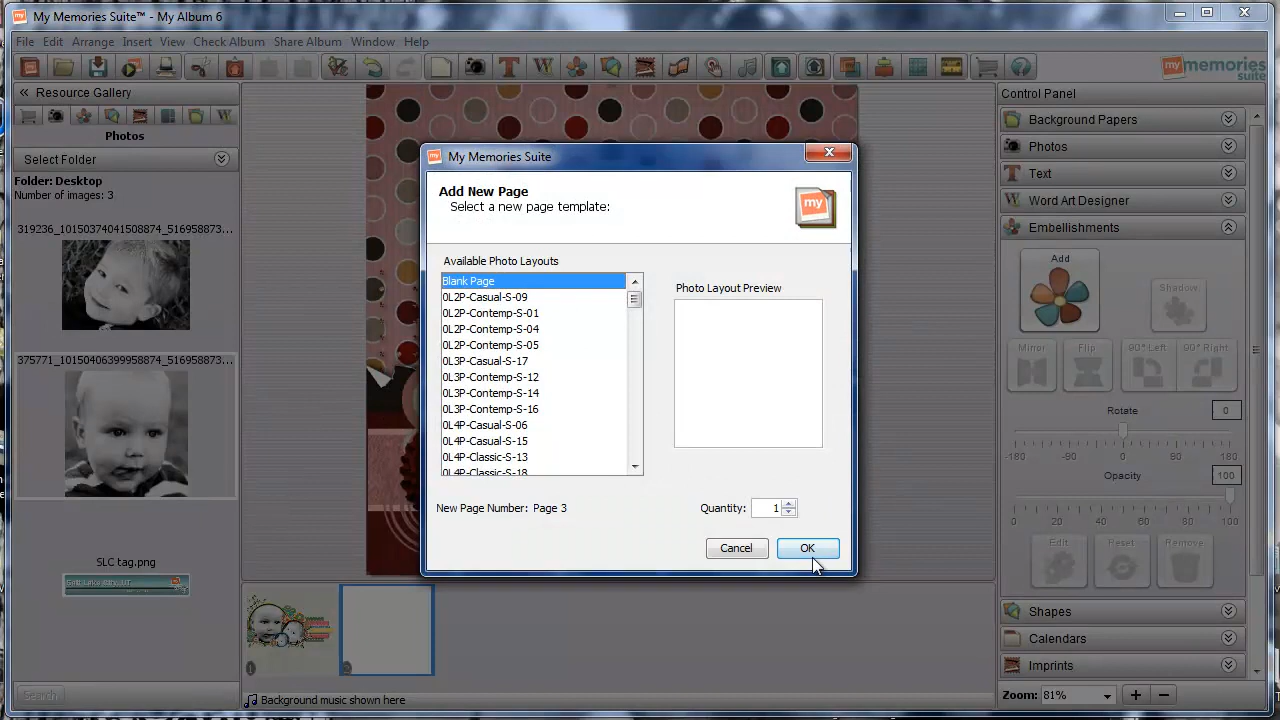 My Memories Suite™ - My Album 6
File Edit Arrange Insert View Check Album Share Album Window Help
my memories suite
Resource Gallery
Photos
Select Folder
Folder: Desktop
Number of images: 3
319236_10150374041508874_516958873...
375771_10150406399958874_516958873...
SLC tag.png
Search
My Memories Suite
Add New Page
Select a new page template:
my
Available Photo Layouts
Blank Page
0L2P-Casual-S-09
0L2P-Contemp-S-01
0L2P-Contemp-S-04
0L2P-Contemp-S-05
0L3P-Casual-S-17
0L3P-Contemp-S-12
0L3P-Contemp-S-14
0L3P-Contemp-S-16
0L4P-Casual-S-06
0L4P-Casual-S-15
0L4P-Classic-S-13
0L4P-Classic-S-18
Photo Layout Preview
New Page Number: Page 3
Quantity: 1
Cancel OK
1
2
Background music shown here
Control Panel
Background Papers
Photos
Text
Word Art Designer
Embellishments
Add
Shadow
Mirror Flip 90° Left 90° Right
Rotate 0
-180 -90 0 90 180
Opacity 100
0 20 40 60 80 100
Edit Reset Remove
Shapes
Calendars
Imprints
Zoom: 81%